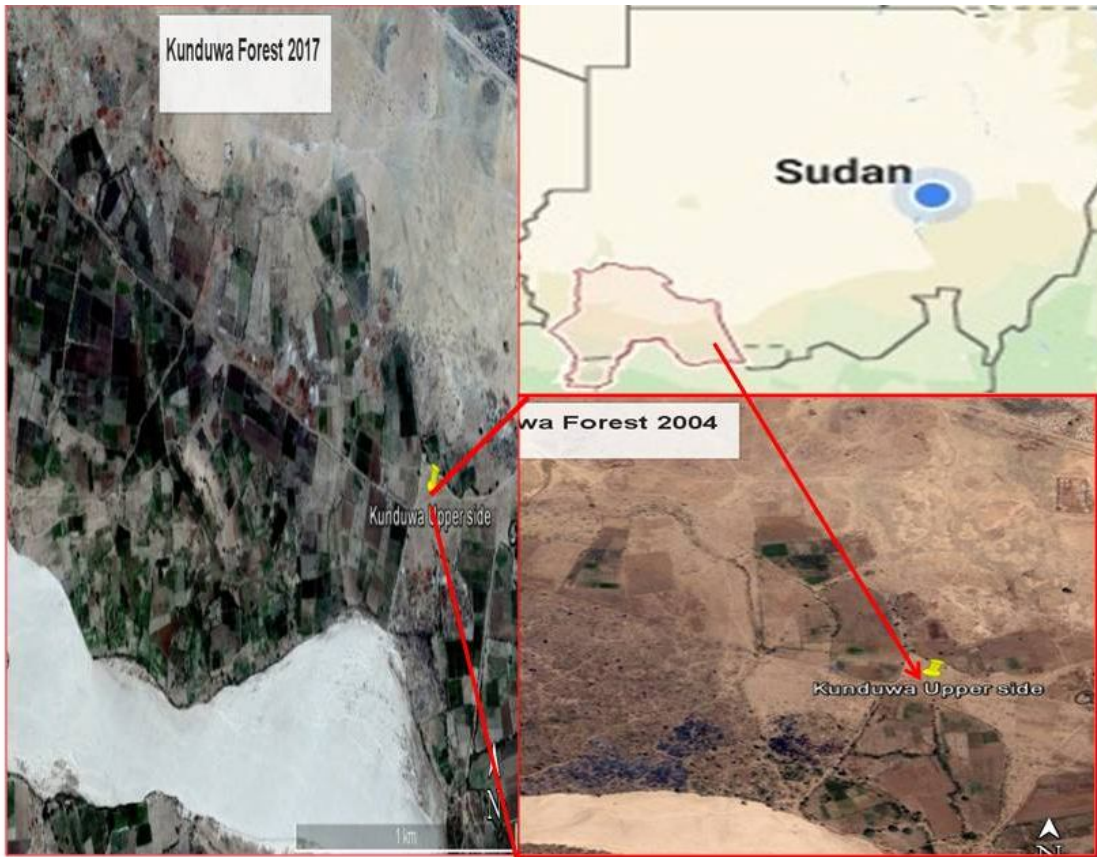 Kunduwa Forest 2017
Kunduwa Upper side
N
1 km
Sudan
wa Forest 2004
Kunduwa Upper side
N